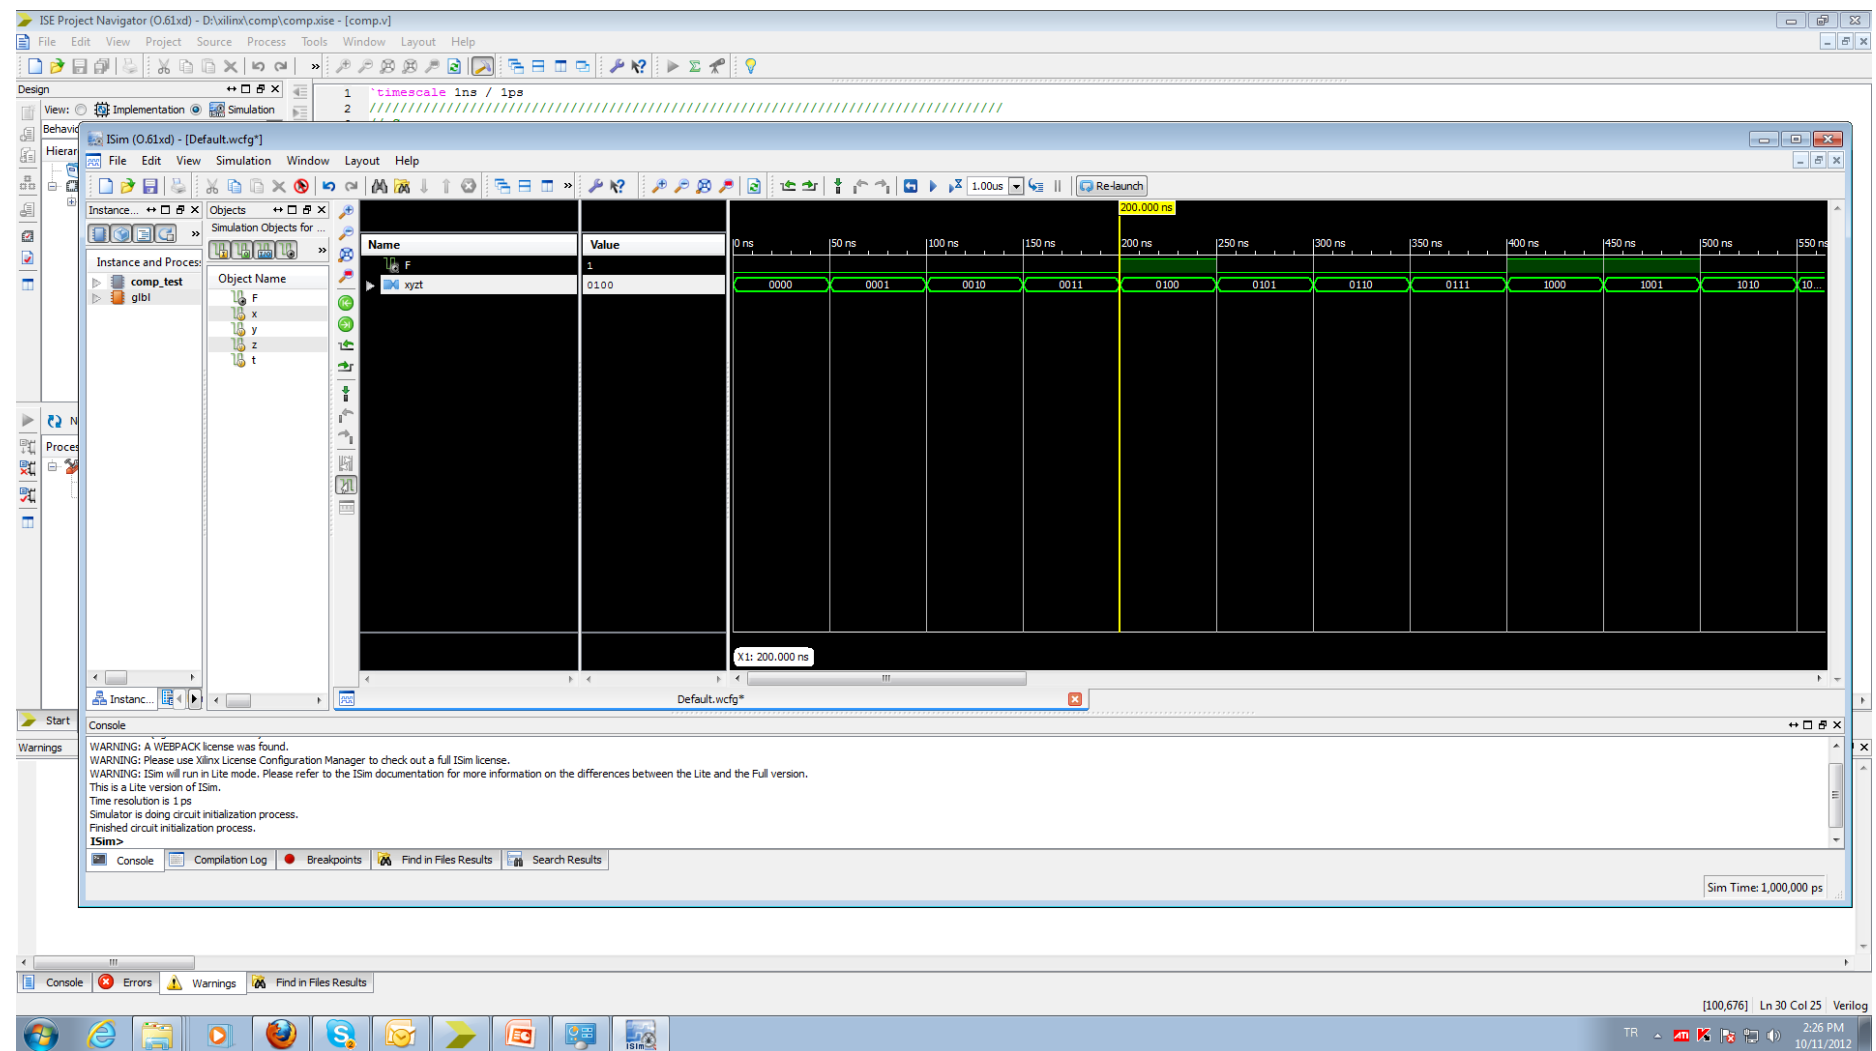 ISE Project Navigator (O.61xd) - D:\xilinx\comp\comp.xise - [comp.v]
File Edit View Project Source Process Tools Window Layout Help
Design
View: Implementation Simulation
1 `timescale 1ns / 1ps
2 //////////////////////////////////////////////////////////////////////////////////
Behavio
Hierar
ISim (O.61xd) - [Default.wcfg*]
File Edit View Simulation Window Layout Help
1.00us Re-launch
Instance... Objects
Simulation Objects for ...
Instance and Process
comp_test
glbl
Object Name
F
x
y
z
t
200.000 ns
Name Value
0 ns 50 ns 100 ns 150 ns 200 ns 250 ns 300 ns 350 ns 400 ns 450 ns 500 ns 550 ns
F 1
xyzt 0100 0000 0001 0010 0011 0100 0101 0110 0111 1000 1001 1010 10...
X1: 200.000 ns
N
Proces
Instanc... Default.wcfg*
Start
Console
Warnings
WARNING: A WEBPACK license was found.
WARNING: Please use Xilinx License Configuration Manager to check out a full ISim license.
WARNING: ISim will run in Lite mode. Please refer to the ISim documentation for more information on the differences between the Lite and the Full version.
This is a Lite version of ISim.
Time resolution is 1 ps
Simulator is doing circuit initialization process.
Finished circuit initialization process.
ISim>
Console Compilation Log Breakpoints Find in Files Results Search Results
Sim Time: 1,000,000 ps
Console Errors Warnings Find in Files Results
[100,676] Ln 30 Col 25 Verilog
TR 2:26 PM
10/11/2012